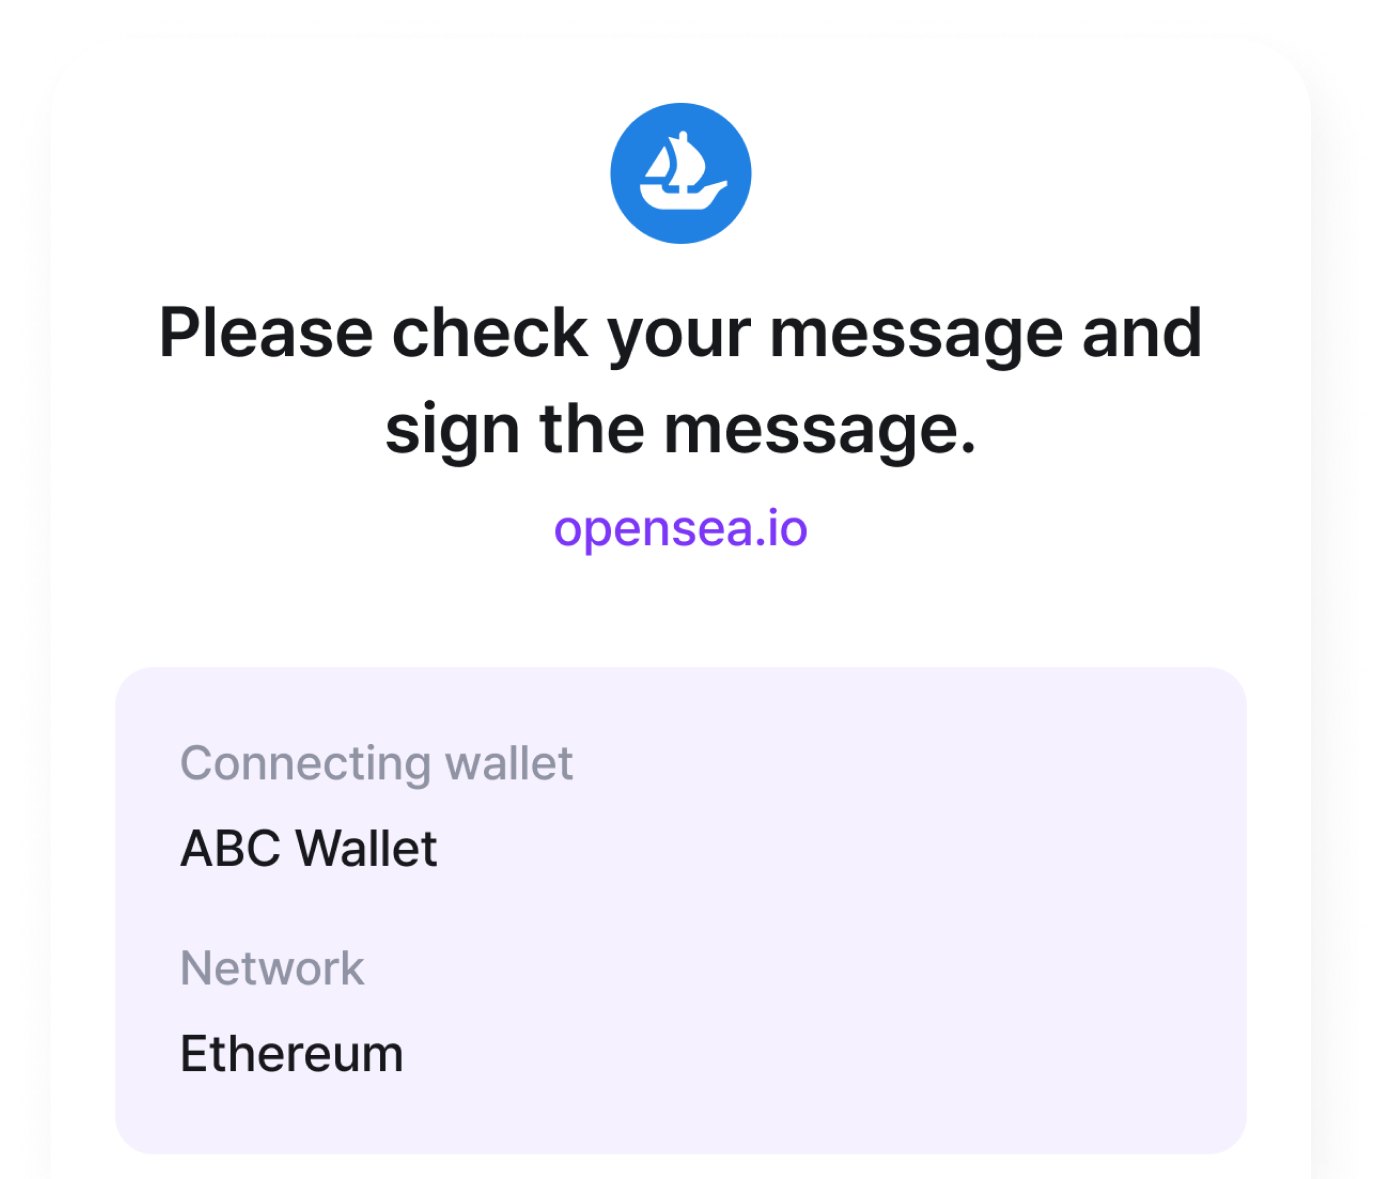 Please check your message and
sign the message.
opensea.io
Connecting wallet
ABC Wallet
Network
Ethereum